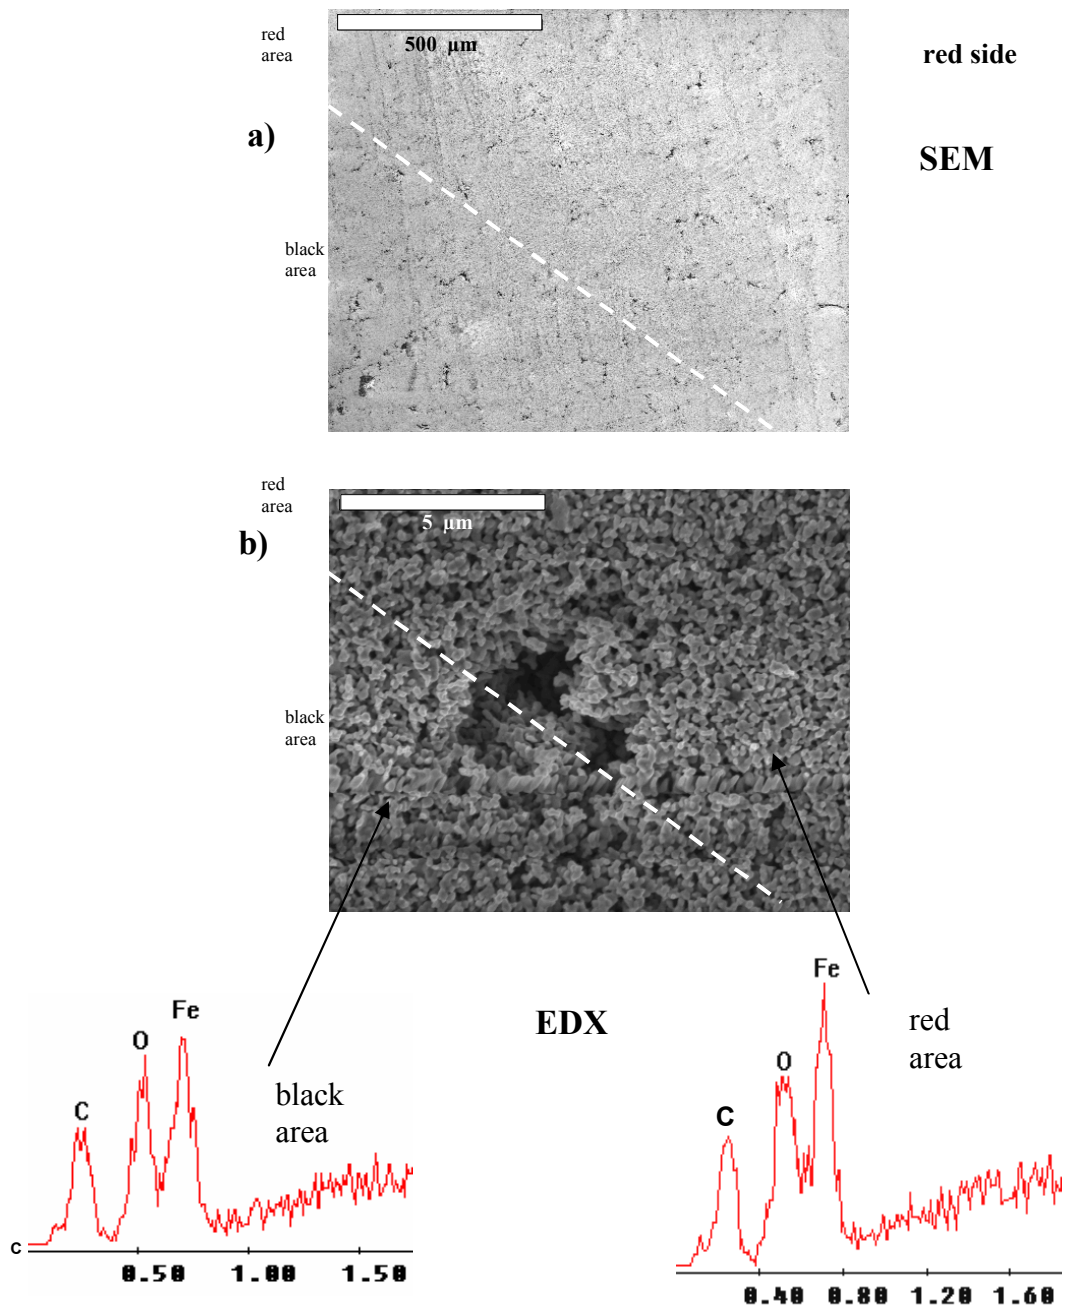 red
area
500 µm
red side
a)
SEM
black
area
red
area
5 µm
b)
black
area
Fe
O
C
EDX
black
area
Fe
O
C
red
area
c
0.50 1.00 1.50
0.40 0.80 1.20 1.60